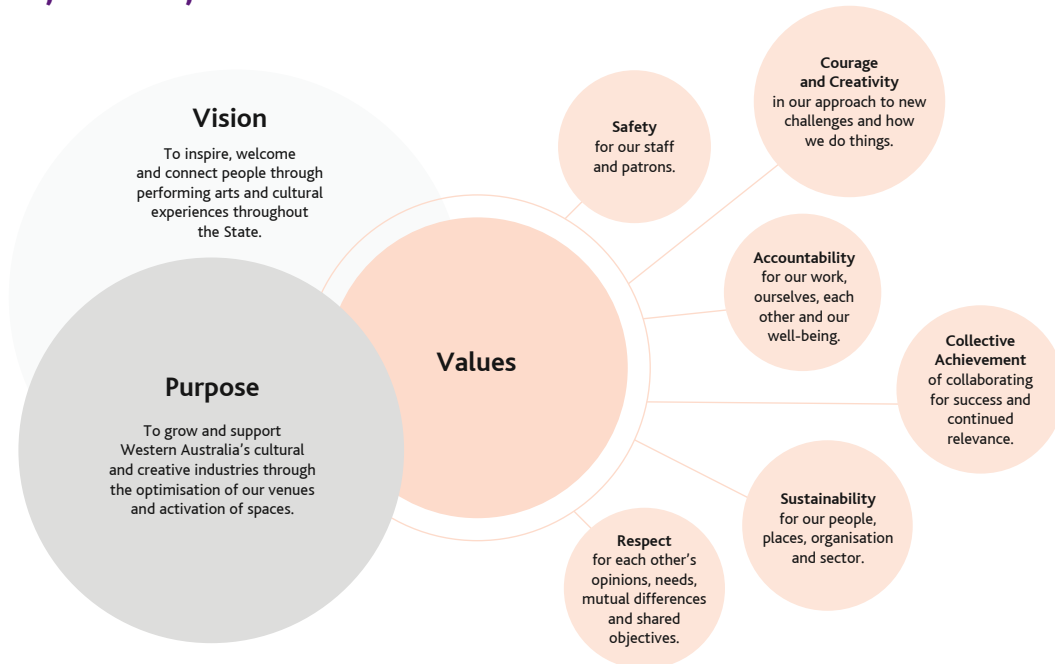 Vision
To inspire, welcome
and connect people through
performing arts and cultural
experiences throughout
the State.
Purpose
To grow and support
Western Australia's cultural
and creative industries through
the optimisation of our venues
and activation of spaces.
Values
Safety
for our staff
and patrons.
Courage
and Creativity
in our approach to new
challenges and how
we do things.
Accountability
for our work,
ourselves, each
other and our
well-being.
Collective
Achievement
of collaborating
for success and
continued
relevance.
Sustainability
for our people,
places, organisation
and sector.
Respect
for each other's
opinions, needs,
mutual differences
and shared
objectives.